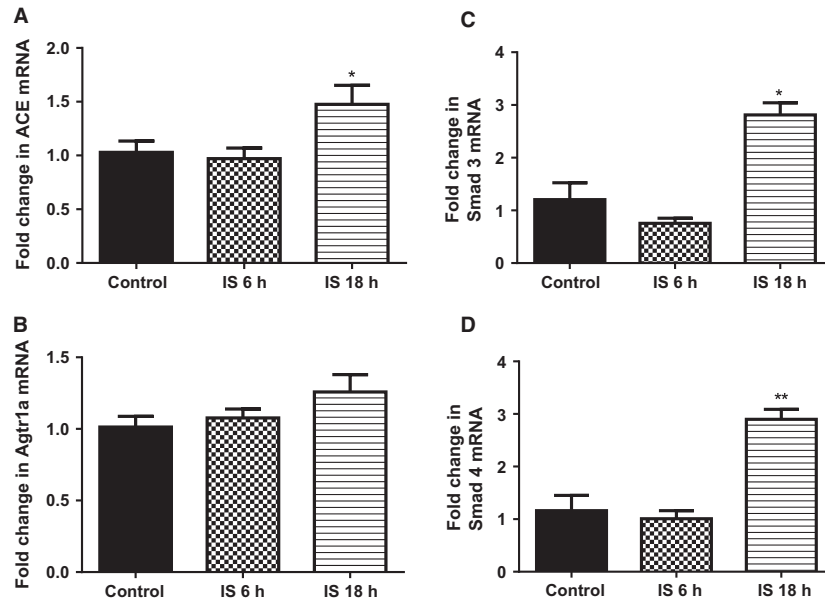 A
Fold change in ACE mRNA
2.0
1.5
1.0
0.5
0.0
*
Control IS 6 h IS 18 h
B
Fold change in Agtr1a mRNA
1.5
1.0
0.5
0.0
Control IS 6 h IS 18 h
C
Fold change in
Smad 3 mRNA
4
3
2
1
0
*
Control IS 6 h IS 18 h
D
Fold change in
Smad 4 mRNA
4
3
2
1
0
**
Control IS 6 h IS 18 h